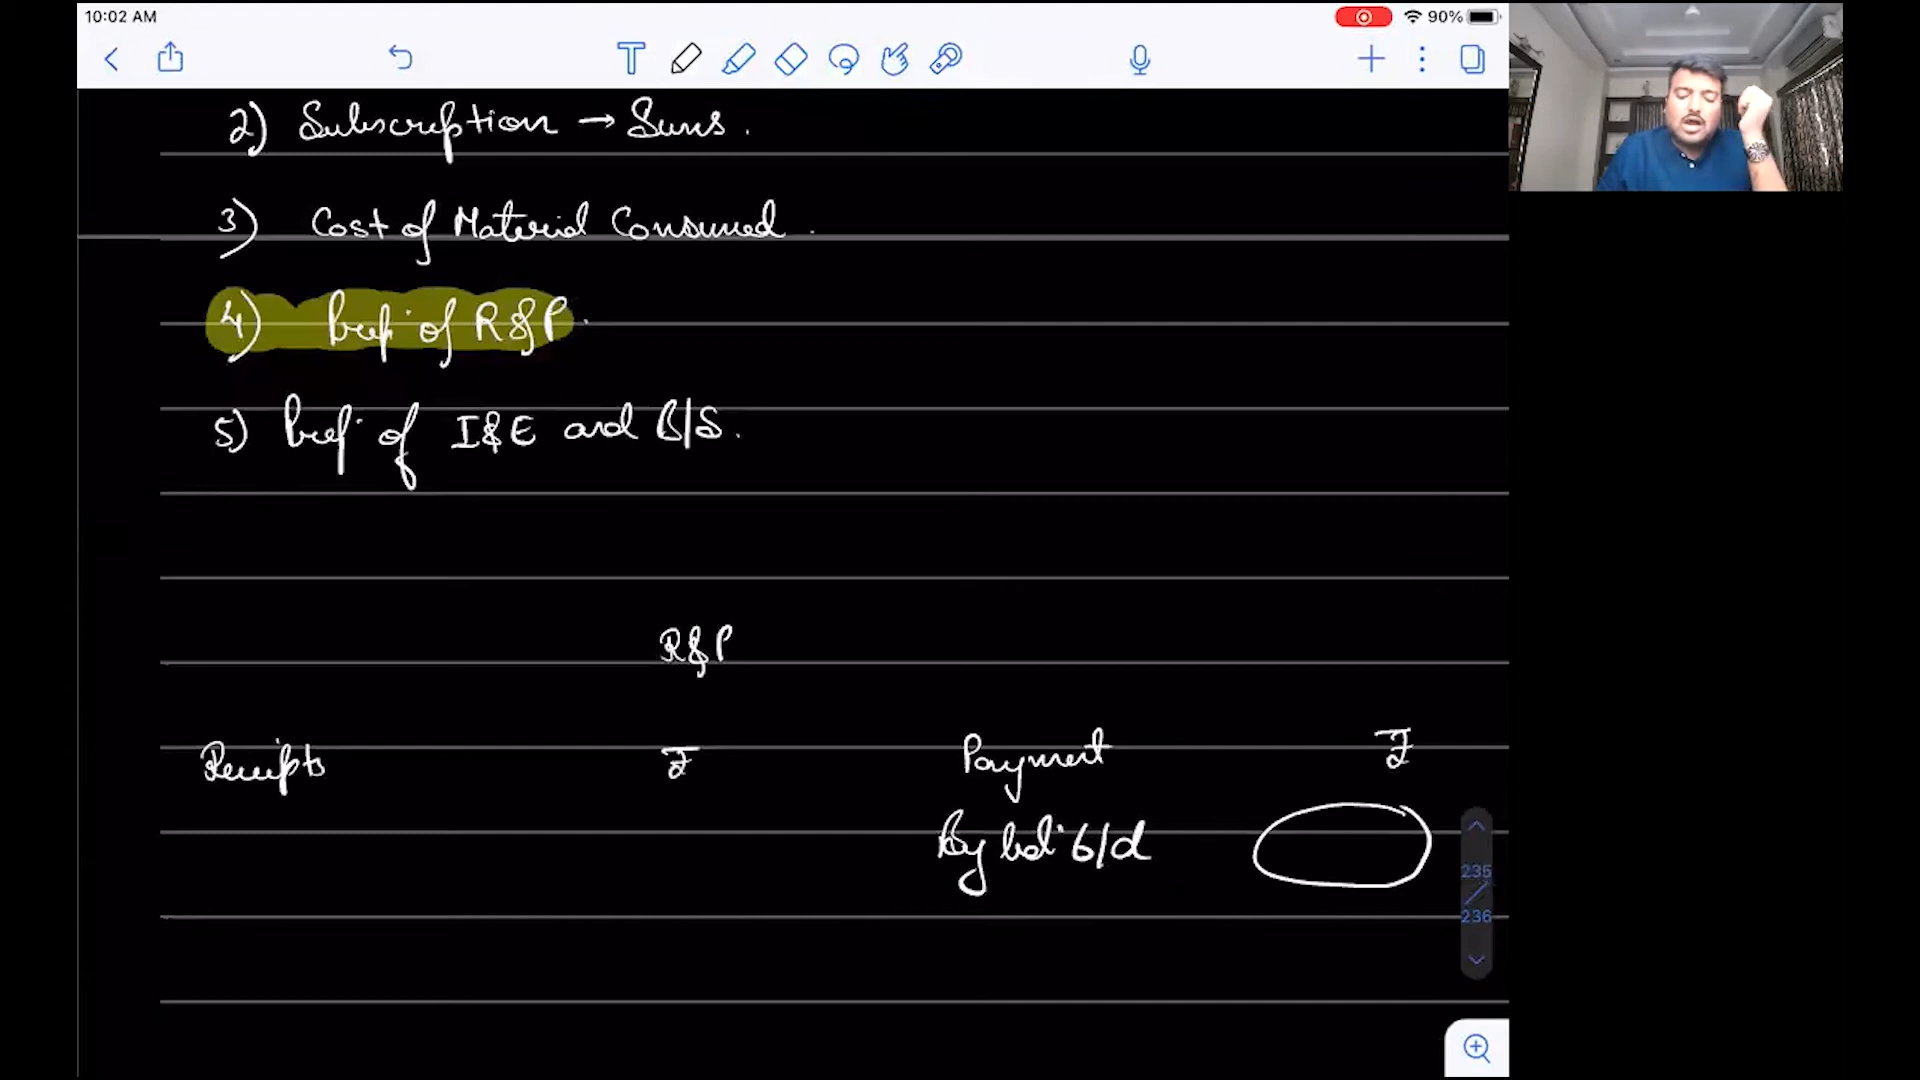 10:02 AM
90%
2) Subscription → Sums.
3) Cost of Material Consumed.
4) Prep. of R&P.
5) Prep. of I&E and B/S.
R&P
Receipts ₹ Payment ₹
By bal. b/d
235
236